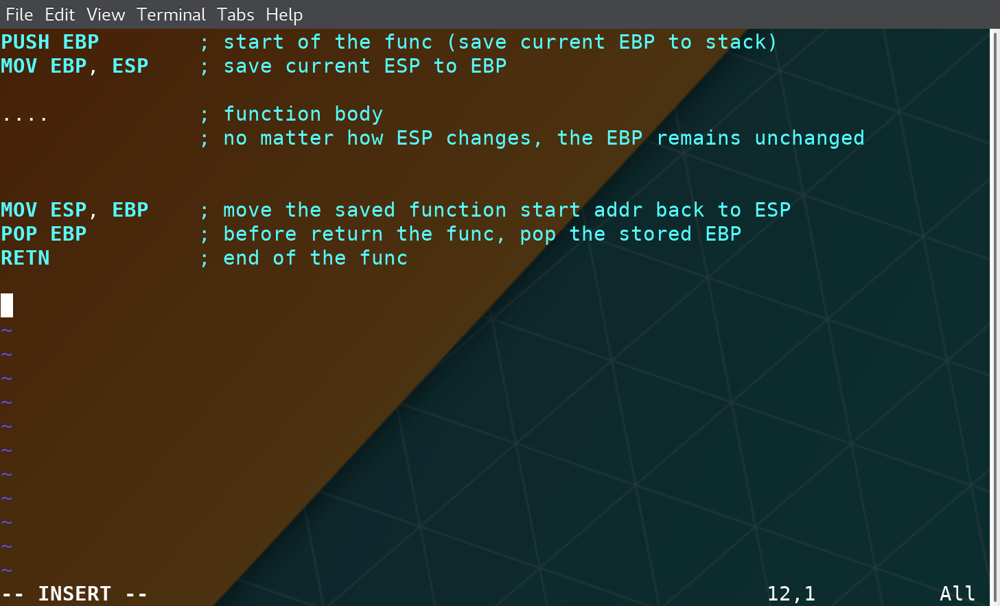 File Edit View Terminal Tabs Help
PUSH EBP        ; start of the func (save current EBP to stack)
MOV EBP, ESP    ; save current ESP to EBP
....            ; function body
                ; no matter how ESP changes, the EBP remains unchanged
MOV ESP, EBP    ; move the saved function start addr back to ESP
POP EBP         ; before return the func, pop the stored EBP
RETN            ; end of the func
~
~
~
~
~
~
~
~
~
~
~
-- INSERT --                                                  12,1          All